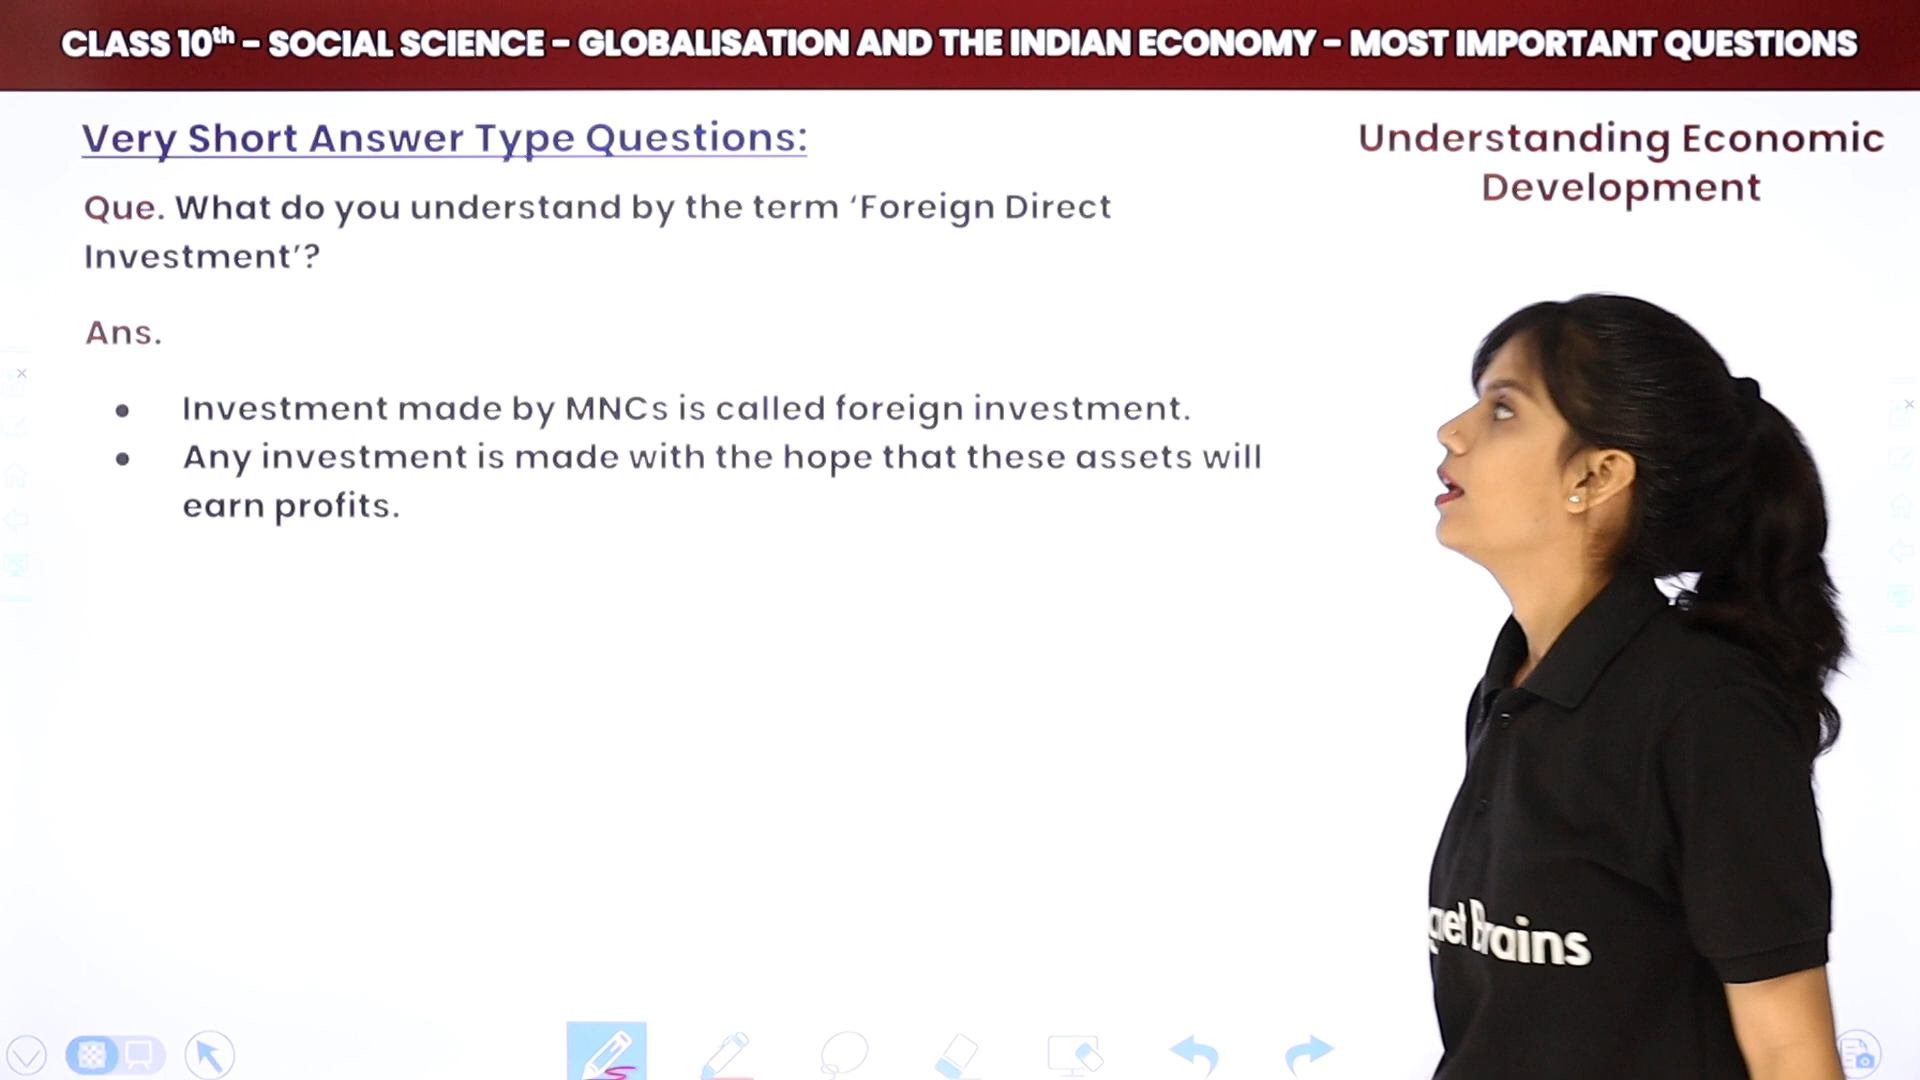 CLASS 10th - SOCIAL SCIENCE - GLOBALISATION AND THE INDIAN ECONOMY - MOST IMPORTANT QUESTIONS
Very Short Answer Type Questions:
Understanding Economic
Development
Que. What do you understand by the term ‘Foreign Direct
Investment’?
Ans.
• Investment made by MNCs is called foreign investment.
• Any investment is made with the hope that these assets will
earn profits.
Brains